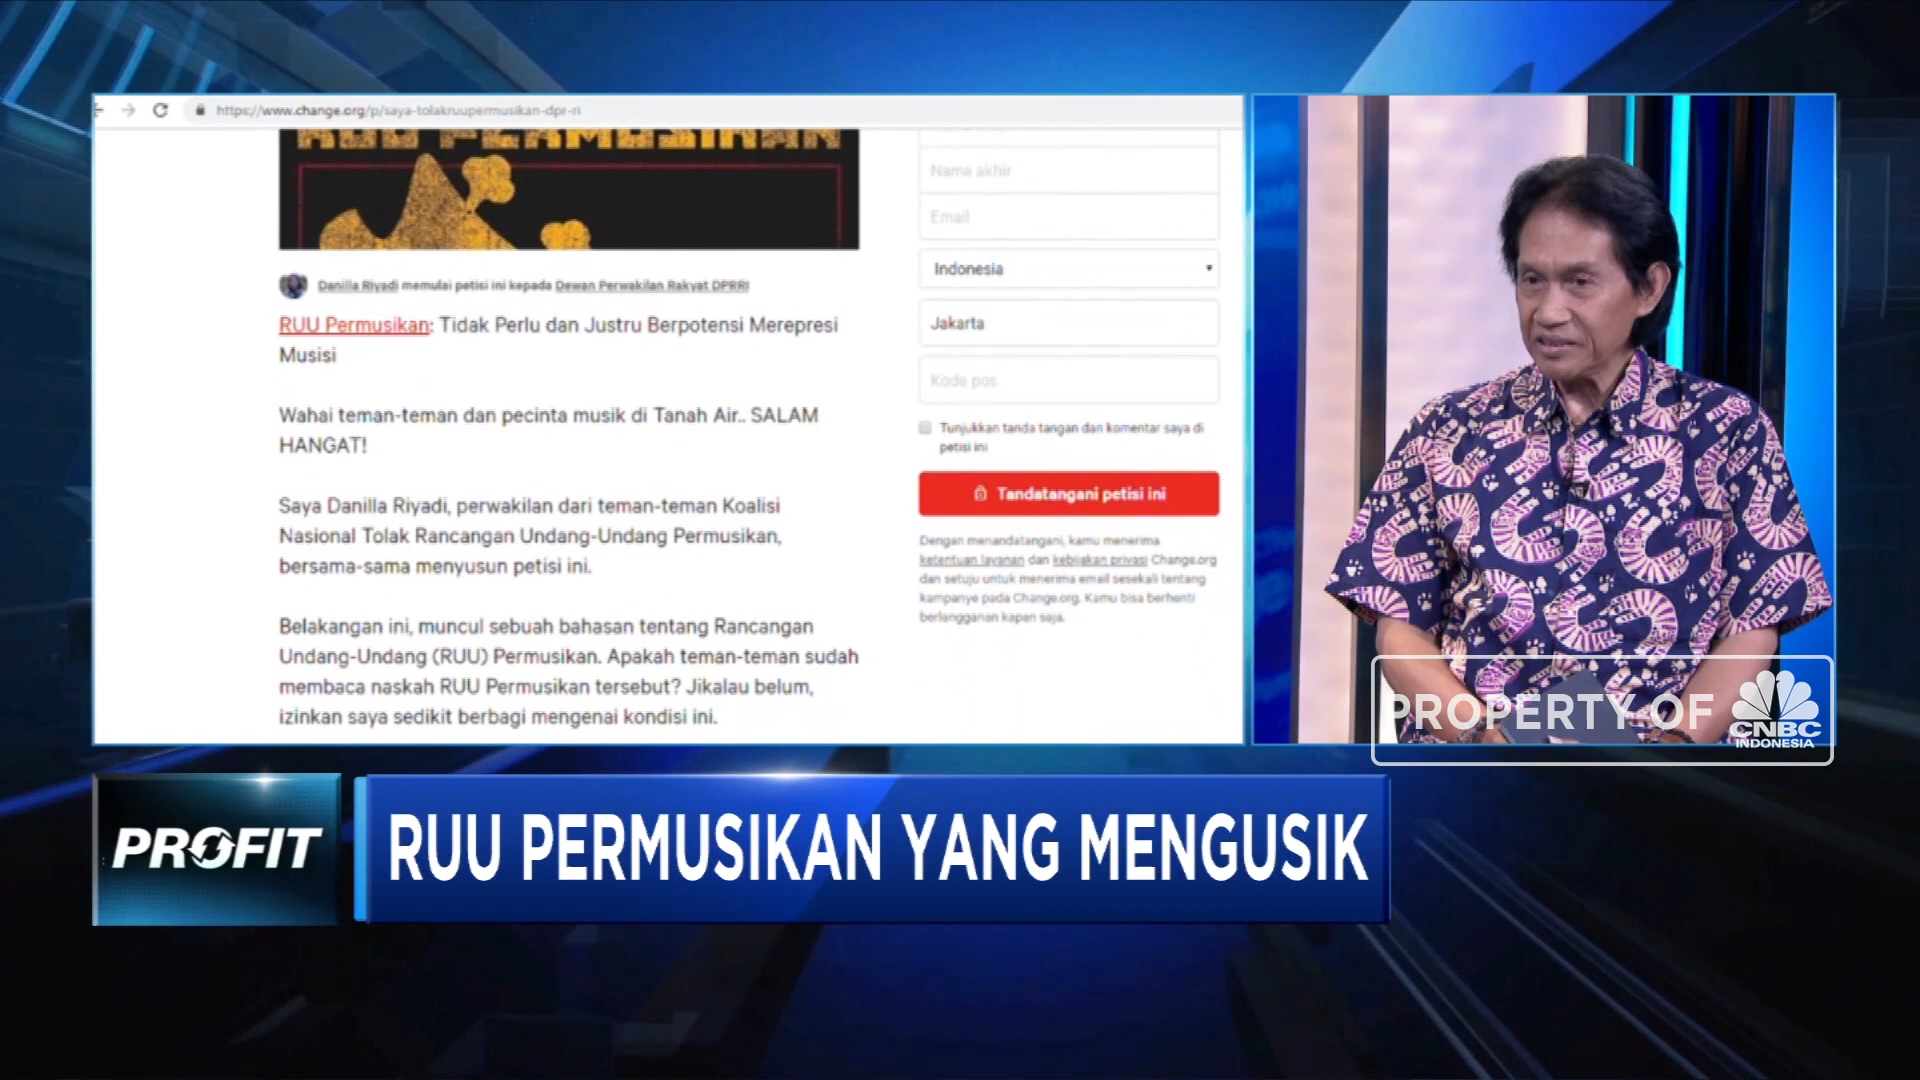 https://www.change.org/p/saya-tolakruupermusikan-dpr-ri
RUU PERMUSIKAN
Danilla Riyadi memulai petisi ini kepada Dewan Perwakilan Rakyat DPRRI
RUU Permusikan: Tidak Perlu dan Justru Berpotensi Merepresi
Musisi
Wahai teman-teman dan pecinta musik di Tanah Air.. SALAM
HANGAT!
Saya Danilla Riyadi, perwakilan dari teman-teman Koalisi
Nasional Tolak Rancangan Undang-Undang Permusikan,
bersama-sama menyusun petisi ini.
Belakangan ini, muncul sebuah bahasan tentang Rancangan
Undang-Undang (RUU) Permusikan. Apakah teman-teman sudah
membaca naskah RUU Permusikan tersebut? Jikalau belum,
izinkan saya sedikit berbagi mengenai kondisi ini.
Nama akhir
Email
Indonesia
Jakarta
Kode pos
Tunjukkan tanda tangan dan komentar saya di
petisi ini
Tandatangani petisi ini
Dengan menandatangani, kamu menerima
ketentuan layanan dan kebijakan privasi Change.org
dan setuju untuk menerima email sesekali tentang
kampanye pada Change.org. Kamu bisa berhenti
berlangganan kapan saja.
PROPERTY OF
CNBC
INDONESIA
PROFIT
RUU PERMUSIKAN YANG MENGUSIK